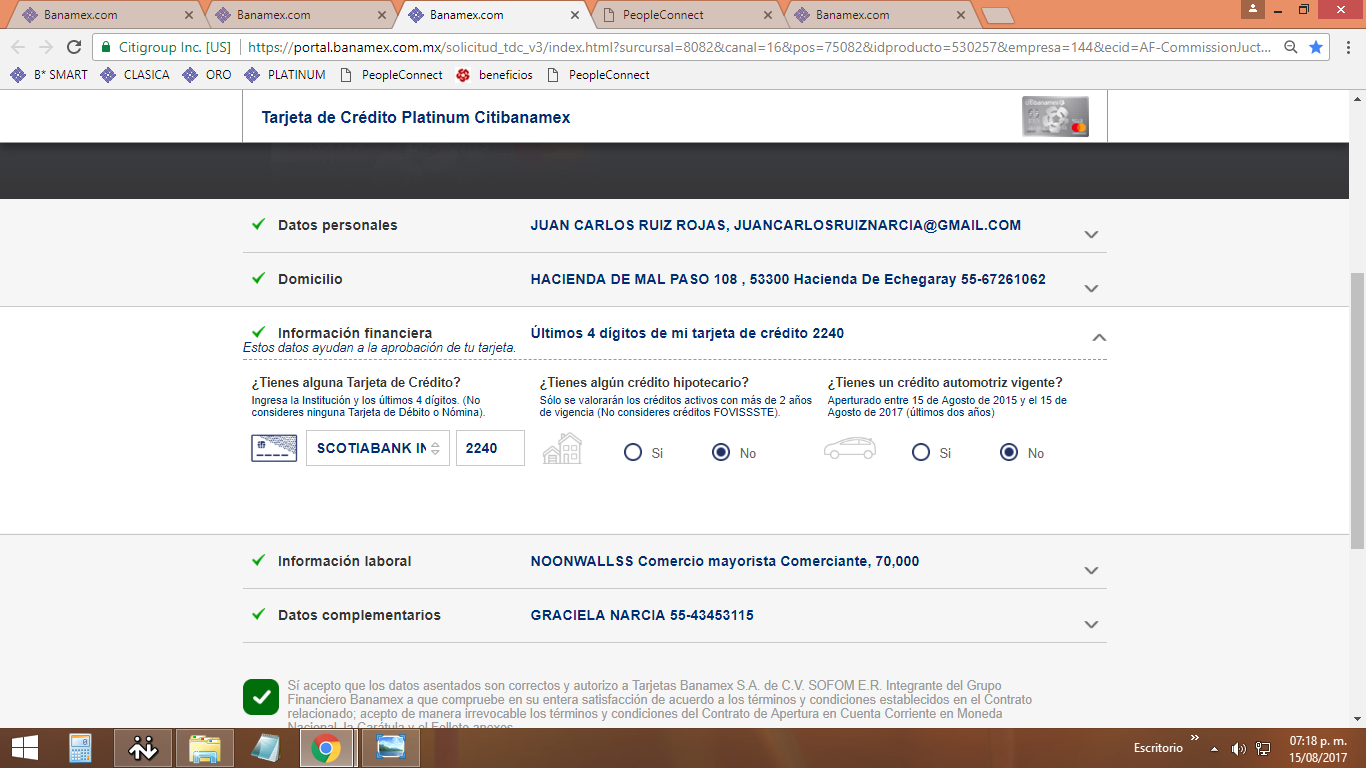 Banamex.com
Banamex.com
Banamex.com
PeopleConnect
Banamex.com
Citigroup Inc. [US]
https://portal.banamex.com.mx/solicitud_tdc_v3/index.html?surcursal=8082&canal=16&pos=75082&idproducto=530257&empresa=144&ecid=AF-CommissionJuct...
B* SMART
CLASICA
ORO
PLATINUM
PeopleConnect
beneficios
PeopleConnect
Tarjeta de Crédito Platinum Citibanamex
Datos personales
JUAN CARLOS RUIZ ROJAS, JUANCARLOSRUIZNARCIA@GMAIL.COM
Domicilio
HACIENDA DE MAL PASO 108 , 53300 Hacienda De Echegaray 55-67261062
Información financiera
Últimos 4 dígitos de mi tarjeta de crédito 2240
Estos datos ayudan a la aprobación de tu tarjeta.
¿Tienes alguna Tarjeta de Crédito?
Ingresa la Institución y los últimos 4 dígitos. (No
consideres ninguna Tarjeta de Débito o Nómina).
SCOTIABANK IN
2240
¿Tienes algún crédito hipotecario?
Sólo se valorarán los créditos activos con más de 2 años
de vigencia (No consideres créditos FOVISSSTE).
Si
No
¿Tienes un crédito automotriz vigente?
Aperturado entre 15 de Agosto de 2015 y el 15 de
Agosto de 2017 (últimos dos años)
Si
No
Información laboral
NOONWALLSS Comercio mayorista Comerciante, 70,000
Datos complementarios
GRACIELA NARCIA 55-43453115
Sí acepto que los datos asentados son correctos y autorizo a Tarjetas Banamex S.A. de C.V. SOFOM E.R. Integrante del Grupo
Financiero Banamex a que compruebe en su entera satisfacción de acuerdo a los términos y condiciones establecidos en el Contrato
relacionado; acepto de manera irrevocable los términos y condiciones del Contrato de Apertura en Cuenta Corriente en Moneda
Nacional, la Carátula y el Folleto anexos.
Escritorio
07:18 p. m.
15/08/2017